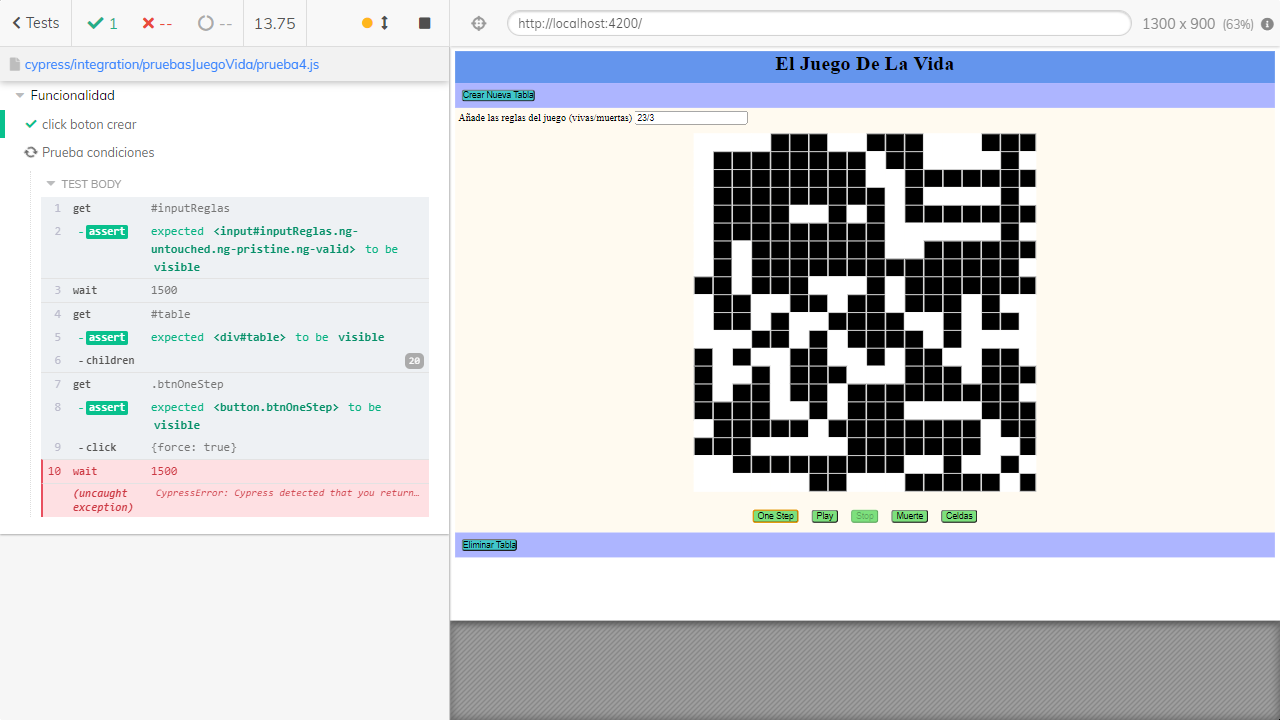 Tests
1
--
--
13.75
http://localhost:4200/
1300 x 900 (63%)
cypress/integration/pruebasJuegoVida/prueba4.js
Funcionalidad
click boton crear
Prueba condiciones
TEST BODY
1 get #inputReglas
2 -assert expected <input#inputReglas.ng-
untouched.ng-pristine.ng-valid> to be
visible
3 wait 1500
4 get #table
5 -assert expected <div#table> to be visible
6 -children 20
7 get .btnOneStep
8 -assert expected <button.btnOneStep> to be
visible
9 -click {force: true}
10 wait 1500
(uncaught CypressError: Cypress detected that you return…
exception)
El Juego De La Vida
Crear Nueva Tabla
Añade las reglas del juego (vivas/muertas) 23/3
One Step Play Stop Muerte Celdas
Eliminar Tabla